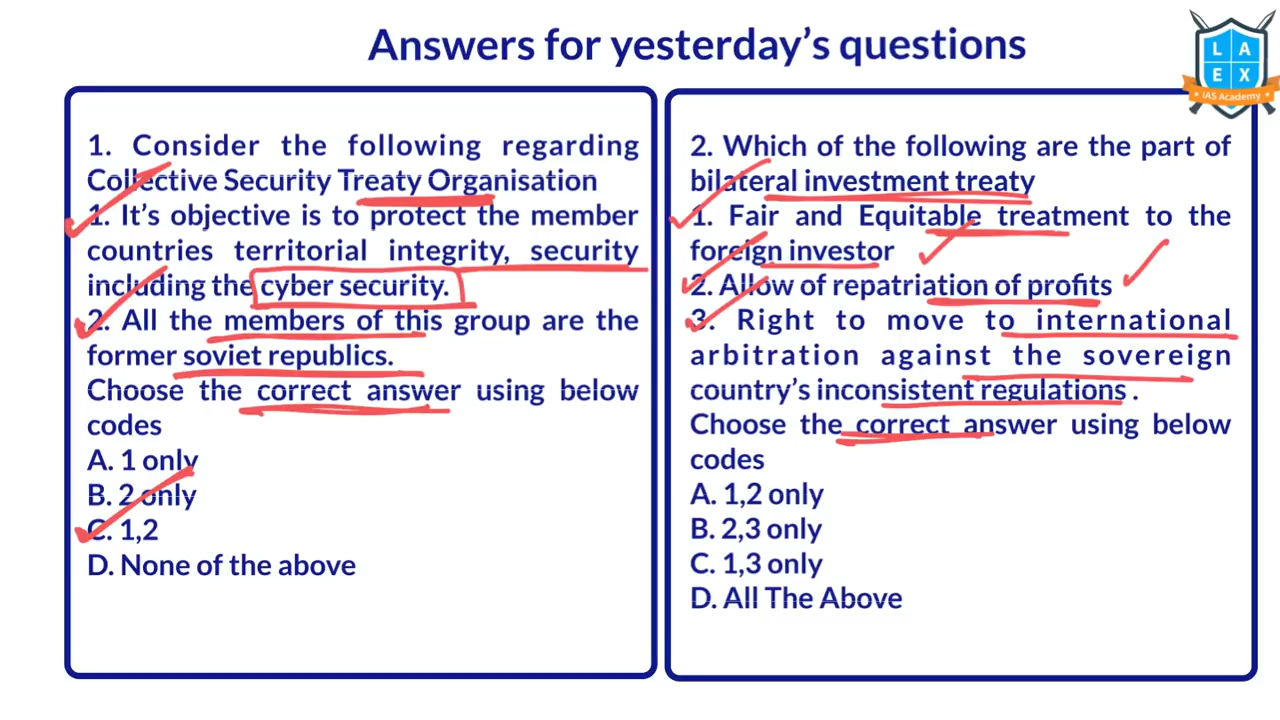 Answers for yesterday's questions
L A
E X
IAS Academy
1. Consider the following regarding
Collective Security Treaty Organisation
1. It's objective is to protect the member
countries territorial integrity, security
including the cyber security.
2. All the members of this group are the
former soviet republics.
Choose the correct answer using below
codes
A. 1 only
B. 2 only
C. 1,2
D. None of the above
2. Which of the following are the part of
bilateral investment treaty
1. Fair and Equitable treatment to the
foreign investor
2. Allow of repatriation of profits
3. Right to move to international
arbitration against the sovereign
country's inconsistent regulations .
Choose the correct answer using below
codes
A. 1,2 only
B. 2,3 only
C. 1,3 only
D. All The Above